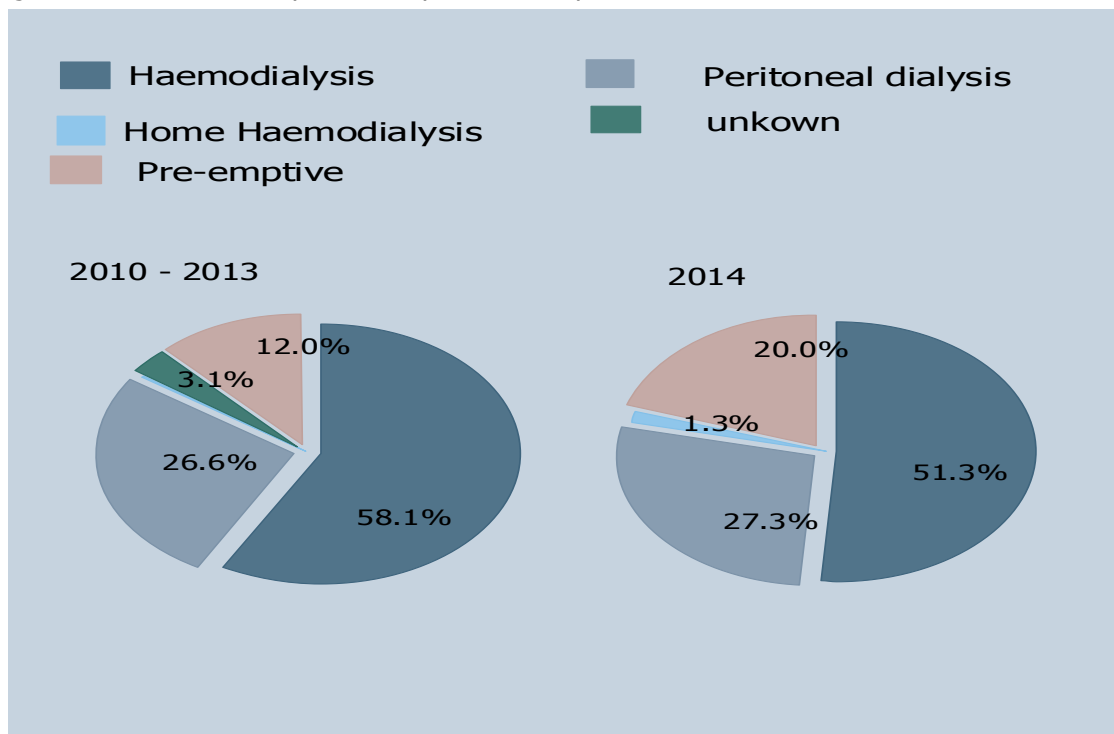 Haemodialysis
Peritoneal dialysis
Home Haemodialysis
unkown
Pre-emptive
2010 - 2013
2014
12.0%
3.1%
26.6%
58.1%
20.0%
1.3%
51.3%
27.3%